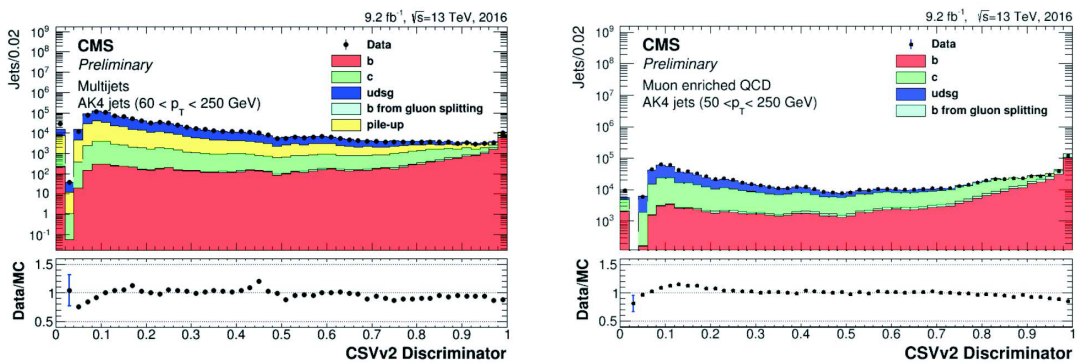 9.2 fb⁻¹, √s=13 TeV, 2016
Jets/0.02
10⁹
10⁸
10⁷
10⁶
10⁵
10⁴
10³
10²
10
1
10⁻¹
CMS
Preliminary
Multijets
AK4 jets (60 < p_T < 250 GeV)
Data
b
c
udsg
b from gluon splitting
pile-up
Data/MC
1.5
1
0.5
0 0.1 0.2 0.3 0.4 0.5 0.6 0.7 0.8 0.9 1
CSVv2 Discriminator
9.2 fb⁻¹, √s=13 TeV, 2016
Jets/0.02
10⁹
10⁸
10⁷
10⁶
10⁵
10⁴
10³
CMS
Preliminary
Muon enriched QCD
AK4 jets (50 <p_T< 250 GeV)
Data
b
c
udsg
b from gluon splitting
Data/MC
1.5
1
0.5
0 0.1 0.2 0.3 0.4 0.5 0.6 0.7 0.8 0.9 1
CSVv2 Discriminator